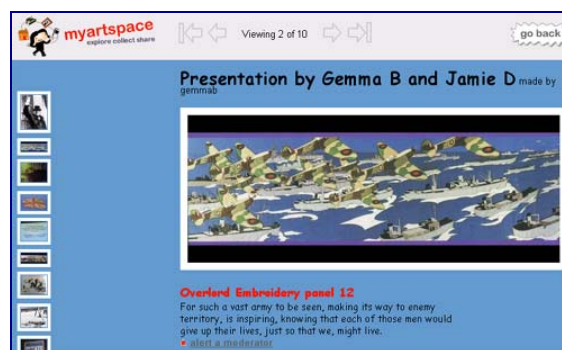 myartspace
explore collect share
Viewing 2 of 10
go back
Presentation by Gemma B and Jamie D made by
gemmab
Overlord Embroidery panel 12
For such a vast army to be seen, making its way to enemy
territory, is inspiring, knowing that each of those men would
give up their lives, just so that we, might live.
alert a moderator